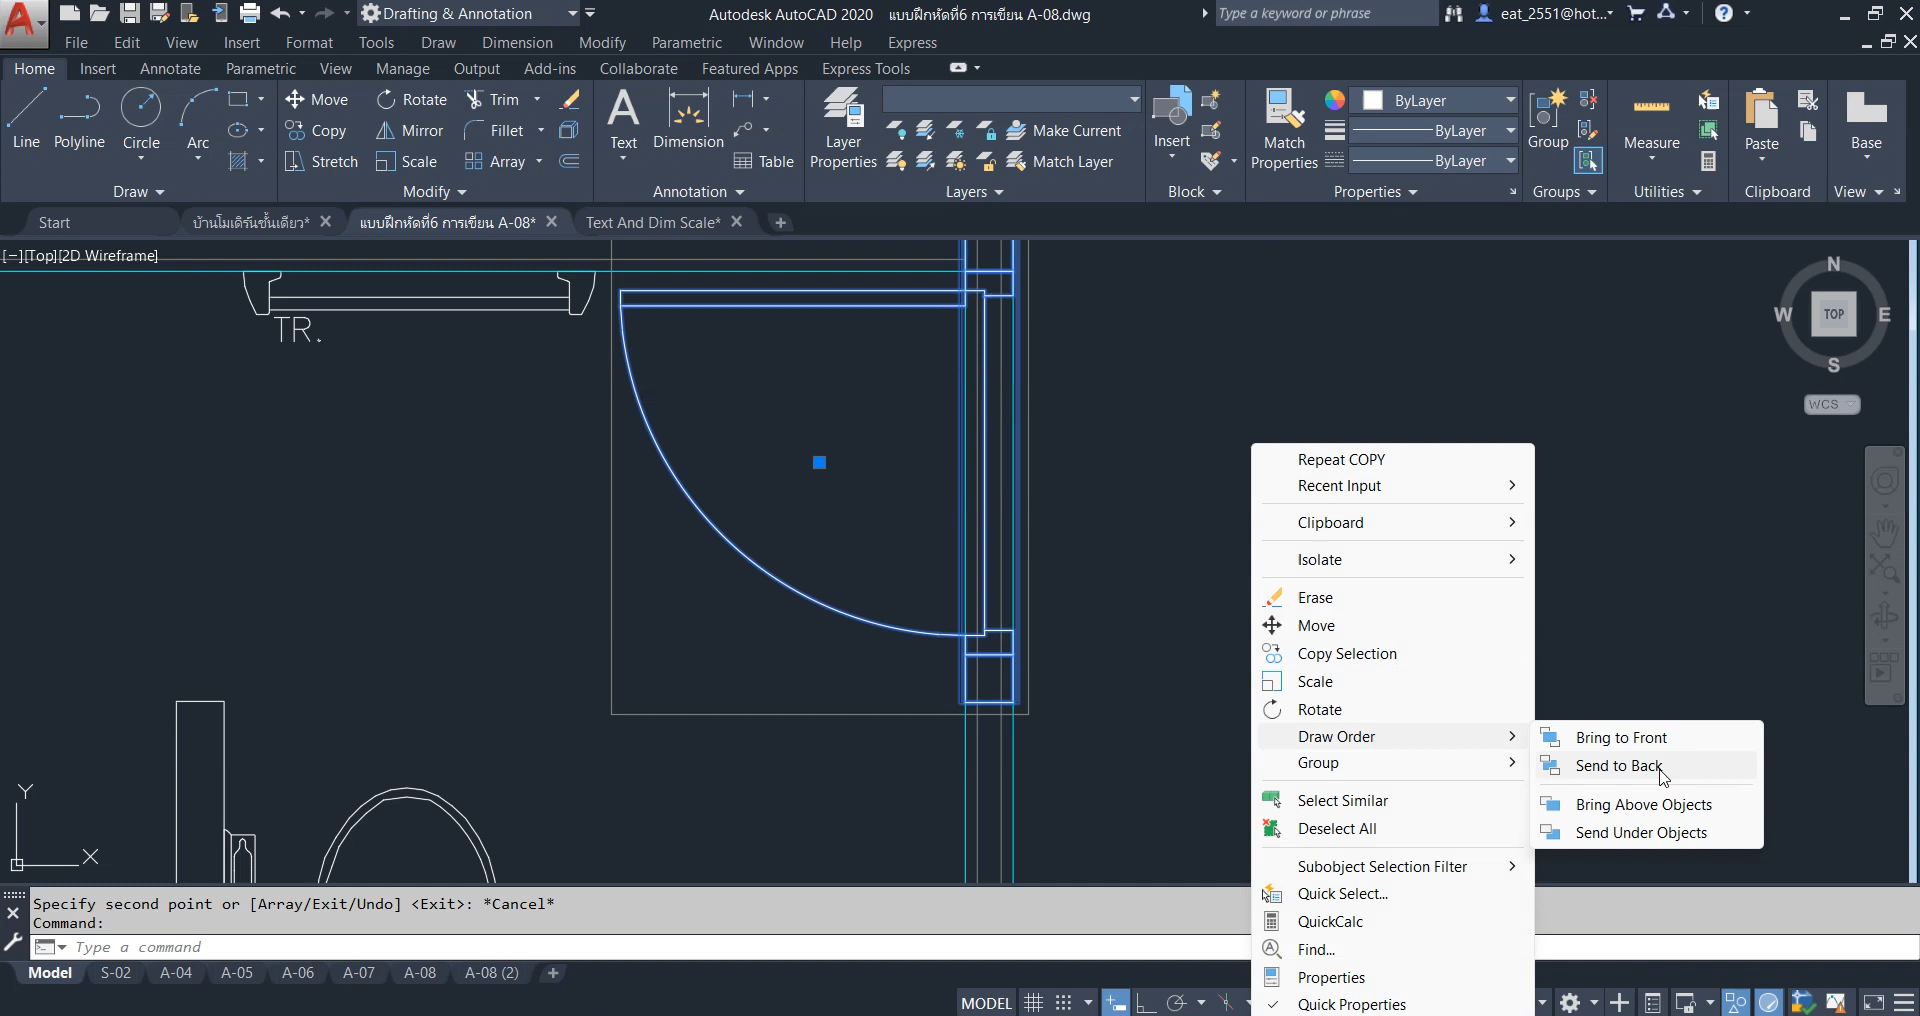 Drafting & Annotation
Autodesk AutoCAD 2020 แบบฝึกหัดที่6 การเขียน A-08.dwg
Type a keyword or phrase
eat_2551@hot...
File Edit View Insert Format Tools Draw Dimension Modify Parametric Window Help Express
Home Insert Annotate Parametric View Manage Output Add-ins Collaborate Featured Apps Express Tools
Line Polyline Circle Arc
Move Rotate Trim
Copy Mirror Fillet
Stretch Scale Array
Text Dimension Table
Layer Properties
Make Current
Match Layer
Insert
Match Properties
ByLayer
ByLayer
ByLayer
Group
Measure
Paste
Base
Draw Modify Annotation Layers Block Properties Groups Utilities Clipboard View
Start บ้านโมเดิร์นชั้นเดียว* แบบฝึกหัดที่6 การเขียน A-08* Text And Dim Scale*
[−][Top][2D Wireframe]
TR.
N
W TOP E
S
WCS
Repeat COPY
Recent Input
Clipboard
Isolate
Erase
Move
Copy Selection
Scale
Rotate
Draw Order
Group
Select Similar
Deselect All
Subobject Selection Filter
Quick Select...
QuickCalc
Find...
Properties
Quick Properties
Bring to Front
Send to Back
Bring Above Objects
Send Under Objects
Y
X
Specify second point or [Array/Exit/Undo] <Exit>: *Cancel*
Command:
Type a command
Model S-02 A-04 A-05 A-06 A-07 A-08 A-08 (2)
MODEL